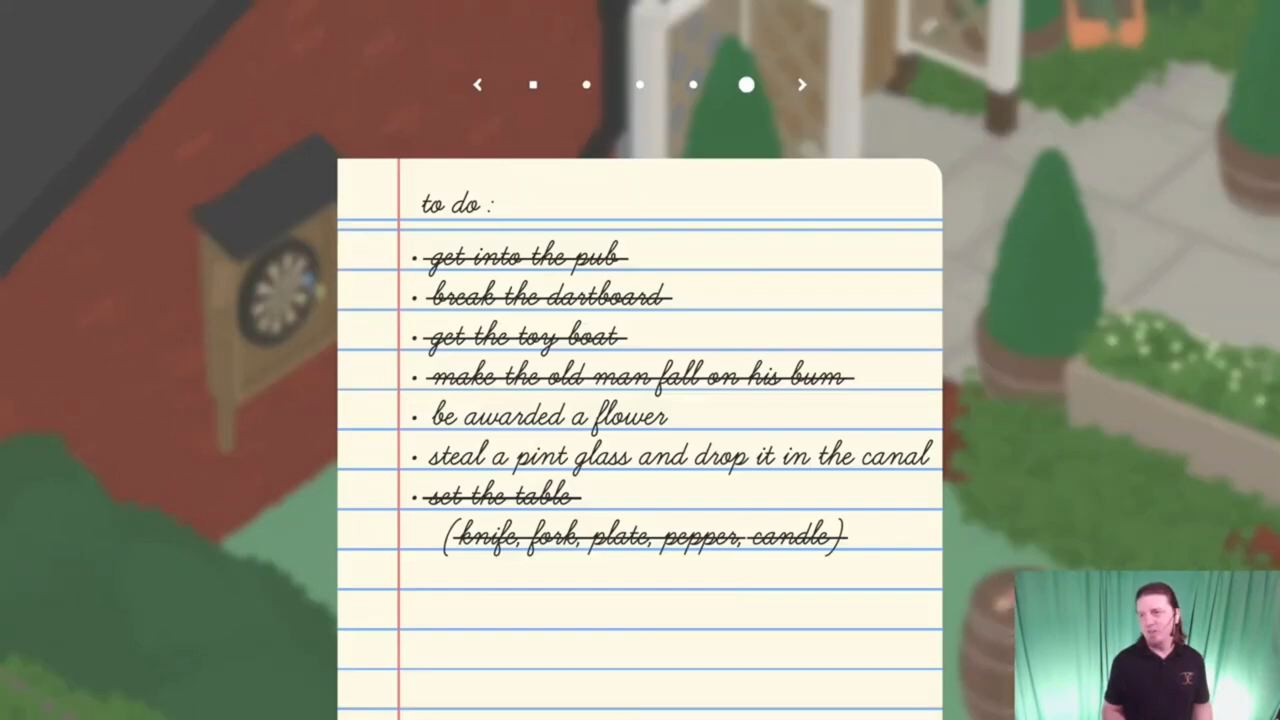 to do :
• get into the pub
• break the dartboard
• get the toy boat
• make the old man fall on his bum
• be awarded a flower
• steal a pint glass and drop it in the canal
• set the table
(knife, fork, plate, pepper, candle)